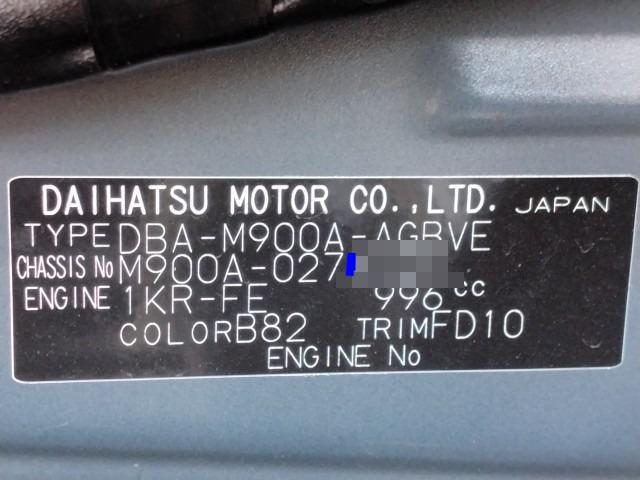 DAIHATSU MOTOR CO.,LTD. JAPAN
TYPE DBA-M900A-AGBVE
CHASSIS No M900A-027
ENGINE 1KR-FE 996 cc
COLOR B82 TRIM FD10
ENGINE No